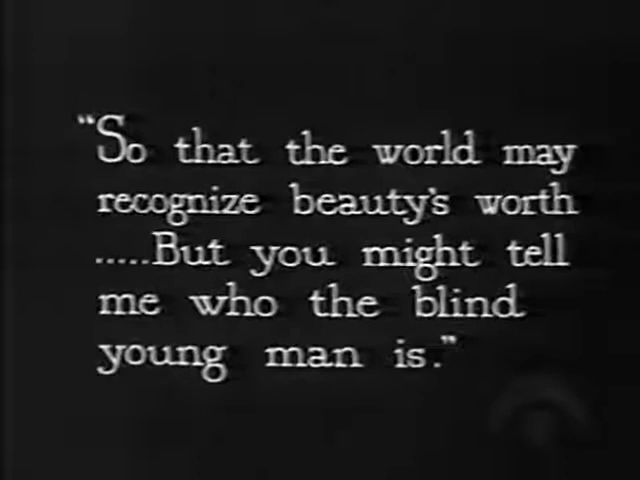 “So that the world may
recognize beauty's worth
.....But you might tell
me who the blind
young man is.”